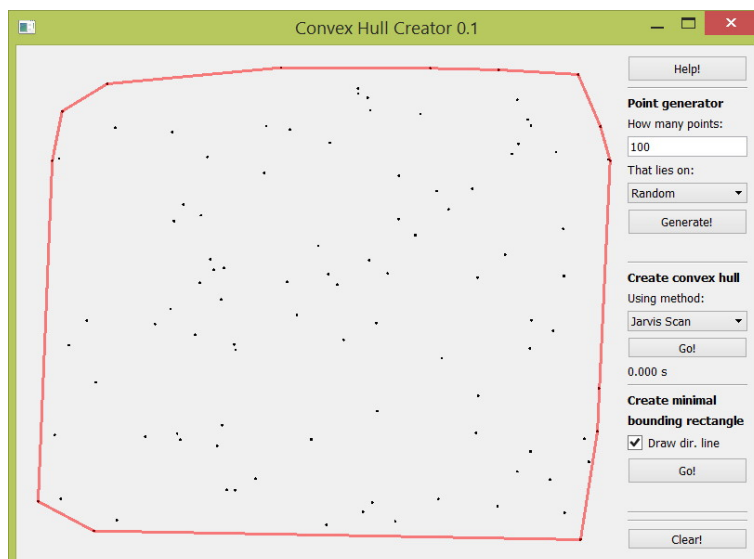 Convex Hull Creator 0.1
Help!
Point generator
How many points:
100
That lies on:
Random
Generate!
Create convex hull
Using method:
Jarvis Scan
Go!
0.000 s
Create minimal
bounding rectangle
Draw dir. line
Go!
Clear!